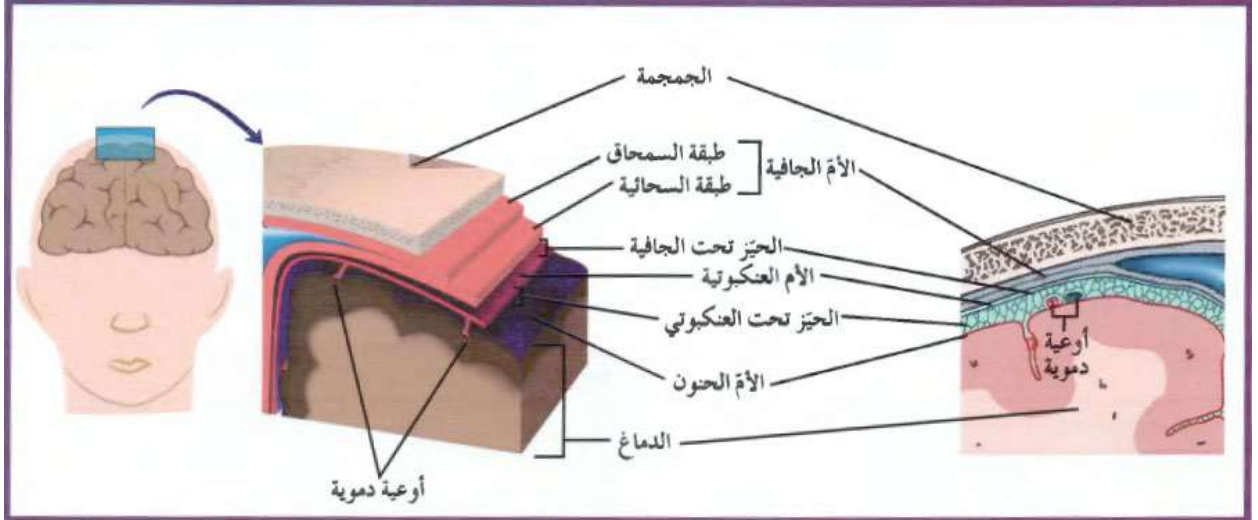 الجمجمة
طبقة السمحاق
الأمّ الجافية
طبقة السحائية
الحيّز تحت الجافية
الأم العنكبوتية
الحيّز تحت العنكبوتي
أوعية
دموية
الأمّ الحنون
الدماغ
أوعية دموية